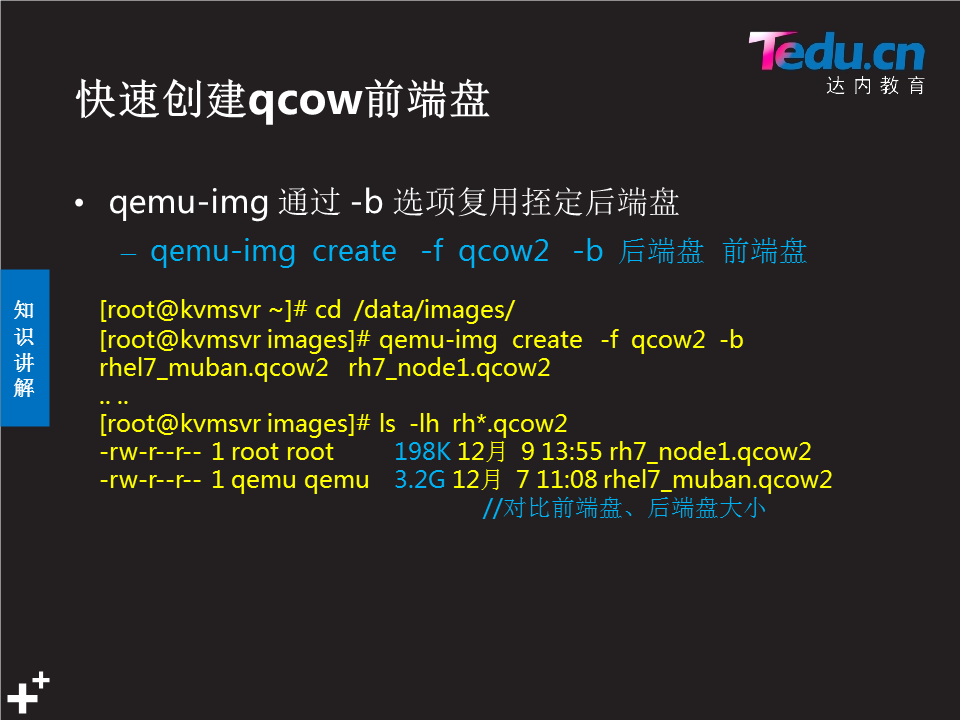 Tedu.cn
达内教育
快速创建qcow前端盘
• qemu-img 通过 -b 选项复用挃定后端盘
– qemu-img create -f qcow2 -b 后端盘 前端盘
知
识
讲
解
[root@kvmsvr ~]# cd /data/images/
[root@kvmsvr images]# qemu-img create -f qcow2 -b
rhel7_muban.qcow2 rh7_node1.qcow2
.. ..
[root@kvmsvr images]# ls -lh rh*.qcow2
-rw-r--r-- 1 root root 198K 12月 9 13:55 rh7_node1.qcow2
-rw-r--r-- 1 qemu qemu 3.2G 12月 7 11:08 rhel7_muban.qcow2
//对比前端盘、后端盘大小